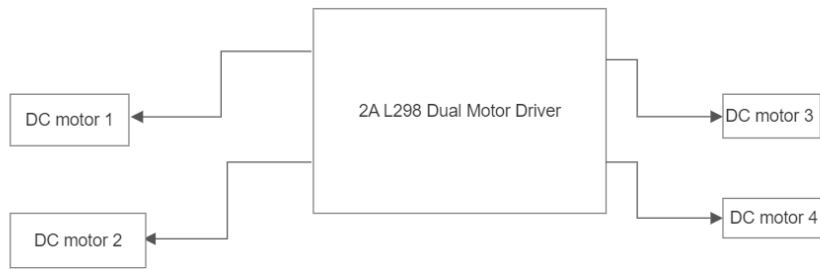 2A L298 Dual Motor Driver
DC motor 1
DC motor 3
DC motor 2
DC motor 4